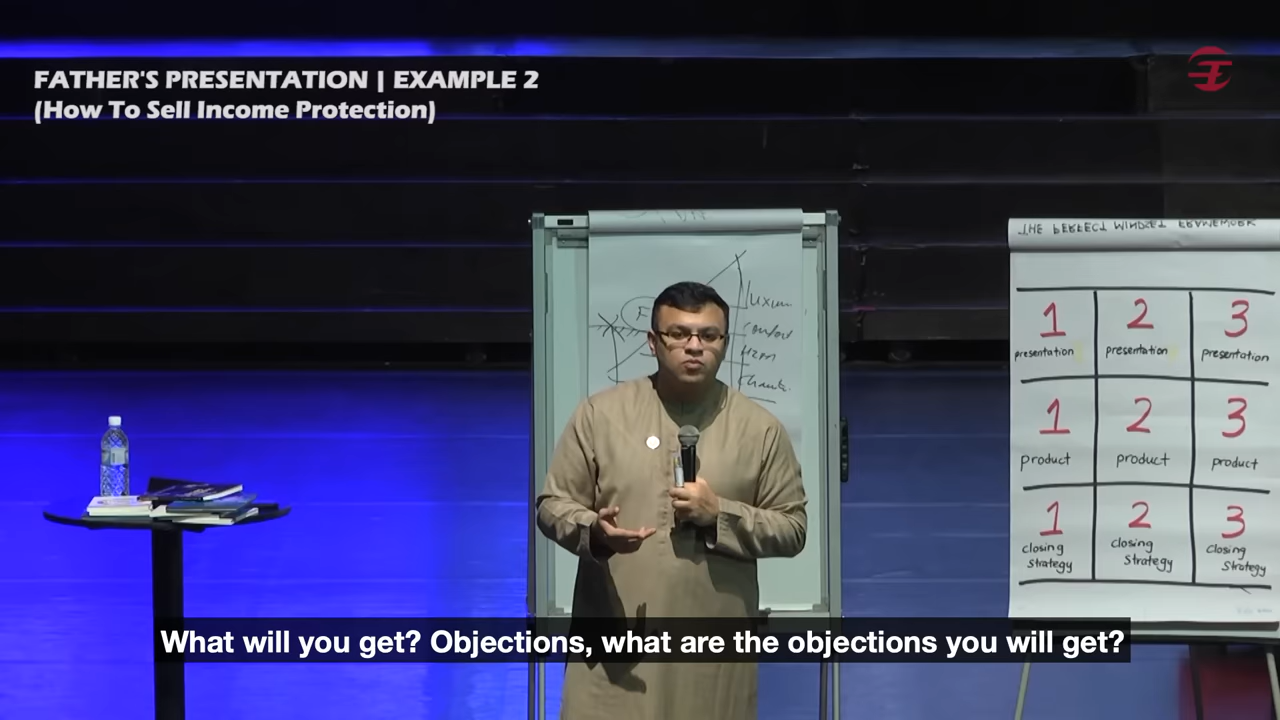 FATHER'S PRESENTATION | EXAMPLE 2
(How To Sell Income Protection)
THE PERFECT MINDSET FRAMEWORK
1 2 3
presentation presentation presentation
1 2 3
product product product
1 2 3
closing Strategy closing Strategy closing Strategy
What will you get? Objections, what are the objections you will get?